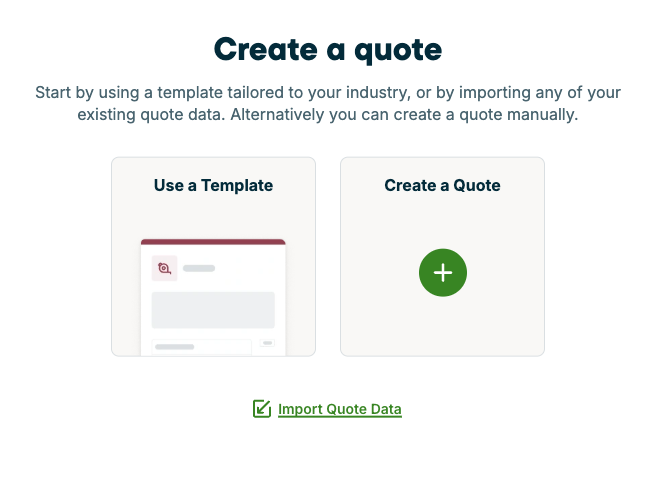 Create a quote
Start by using a template tailored to your industry, or by importing any of your
existing quote data. Alternatively you can create a quote manually.
Use a Template
Create a Quote
Import Quote Data